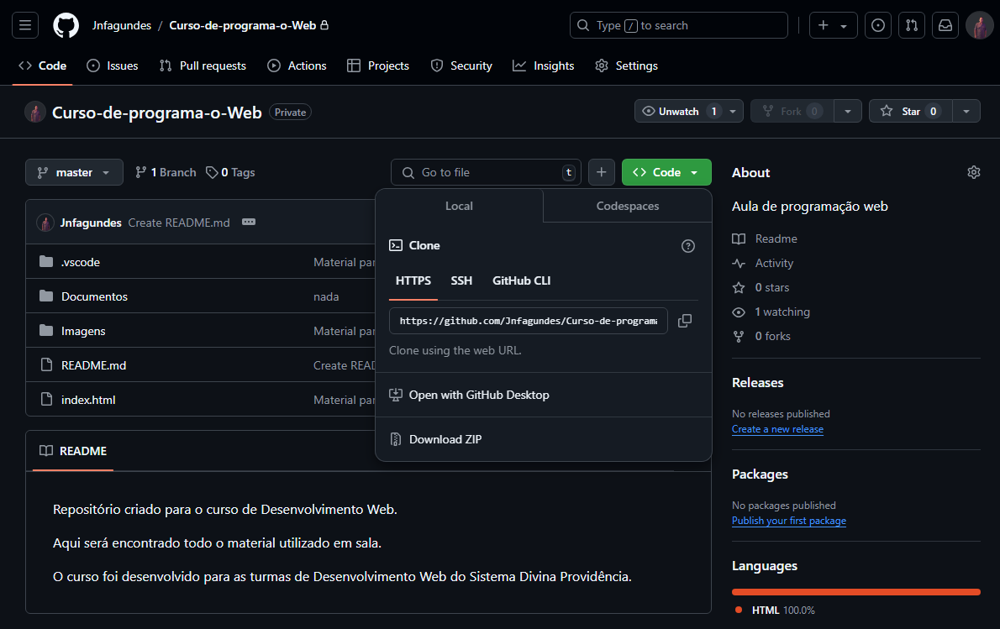 Jnfagundes / Curso-de-programa-o-Web
Type / to search
Code Issues Pull requests Actions Projects Security Insights Settings
Curso-de-programa-o-Web Private
Unwatch 1 Fork 0 Star 0
master 1 Branch 0 Tags
Go to file t
Code
About
Aula de programação web
Readme
Activity
0 stars
1 watching
0 forks
Releases
No releases published
Create a new release
Packages
No packages published
Publish your first package
Languages
HTML 100.0%
Local Codespaces
Clone
HTTPS SSH GitHub CLI
https://github.com/Jnfagundes/Curso-de-programa
Clone using the web URL.
Open with GitHub Desktop
Download ZIP
Jnfagundes Create README.md
.vscode Material par
Documentos nada
Imagens Material par
README.md Create REA
index.html Material par
README
Repositório criado para o curso de Desenvolvimento Web.
Aqui será encontrado todo o material utilizado em sala.
O curso foi desenvolvido para as turmas de Desenvolvimento Web do Sistema Divina Providência.